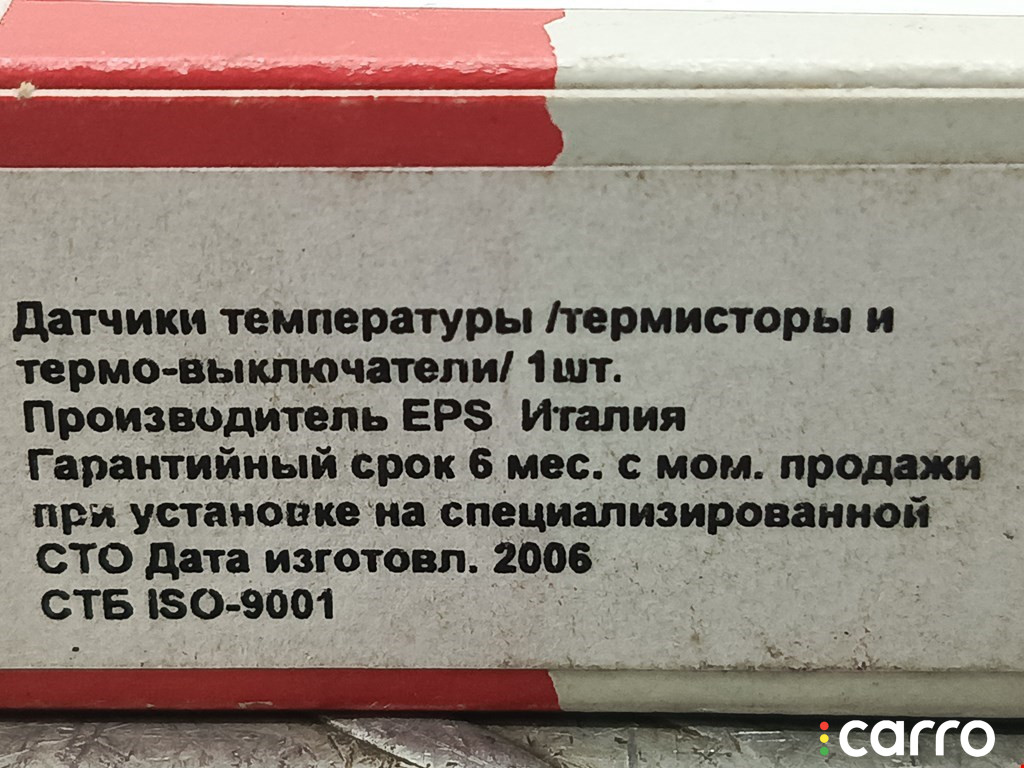 Датчики температуры /термисторы и
термо-выключатели/ 1шт.
Производитель EPS Италия
Гарантийный срок 6 мес. с мом. продажи
при установке на специализированной
СТО Дата изготовл. 2006
СТБ ISO-9001
carro